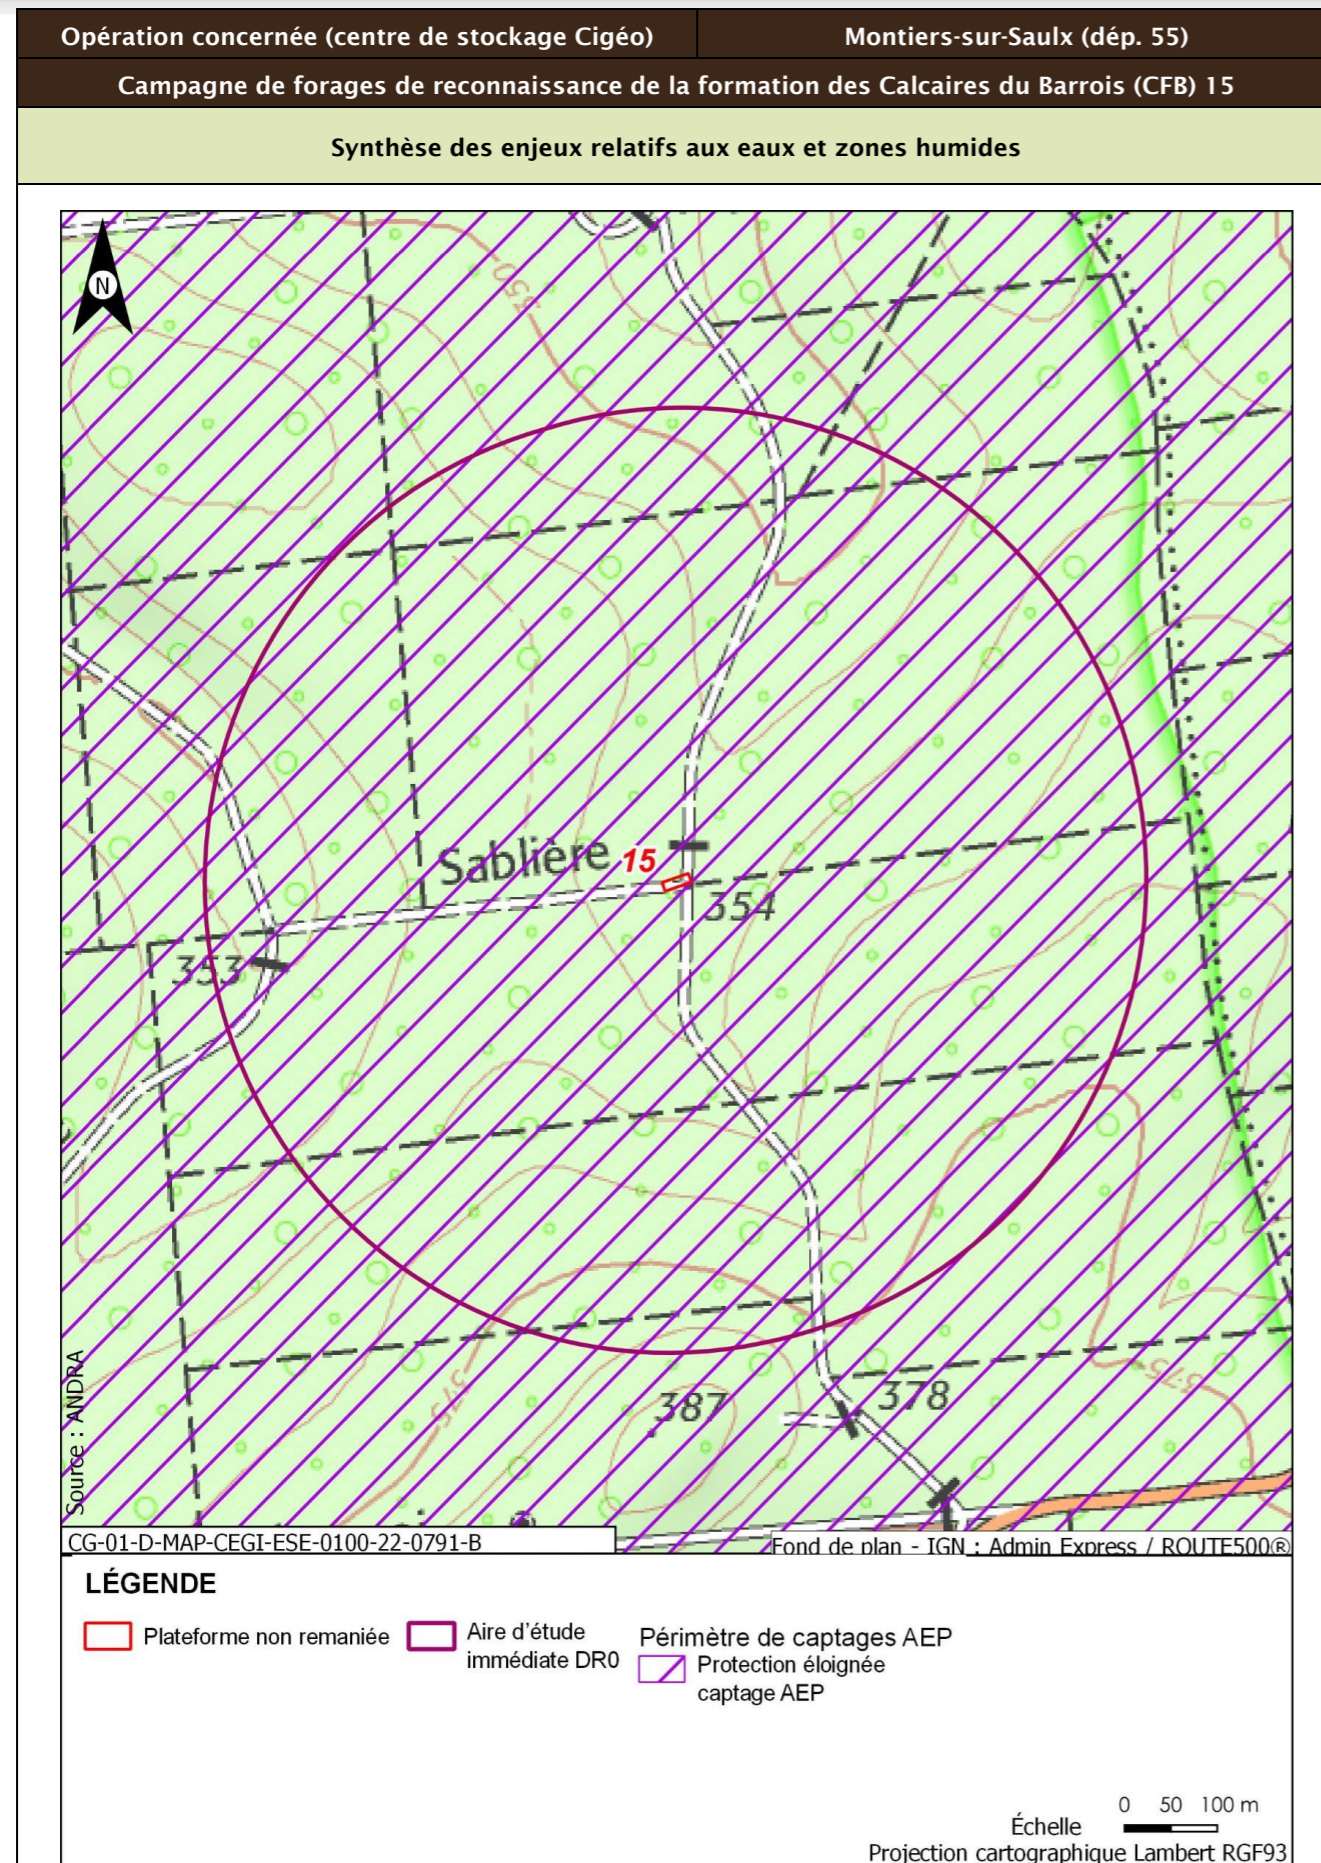 Opération concernée (centre de stockage Cigéo)
Montiers-sur-Saulx (dép. 55)
Campagne de forages de reconnaissance de la formation des Calcaires du Barrois (CFB) 15
Synthèse des enjeux relatifs aux eaux et zones humides
N
350
Sablière
15
354
353
375
387
378
375
Source : ANDRA
CG-01-D-MAP-CEGI-ESE-0100-22-0791-B
Fond de plan - IGN : Admin Express / ROUTE500®
LÉGENDE
Plateforme non remaniée
Aire d'étude
immédiate DR0
Périmètre de captages AEP
Protection éloignée
captage AEP
Échelle
0 50 100 m
Projection cartographique Lambert RGF93